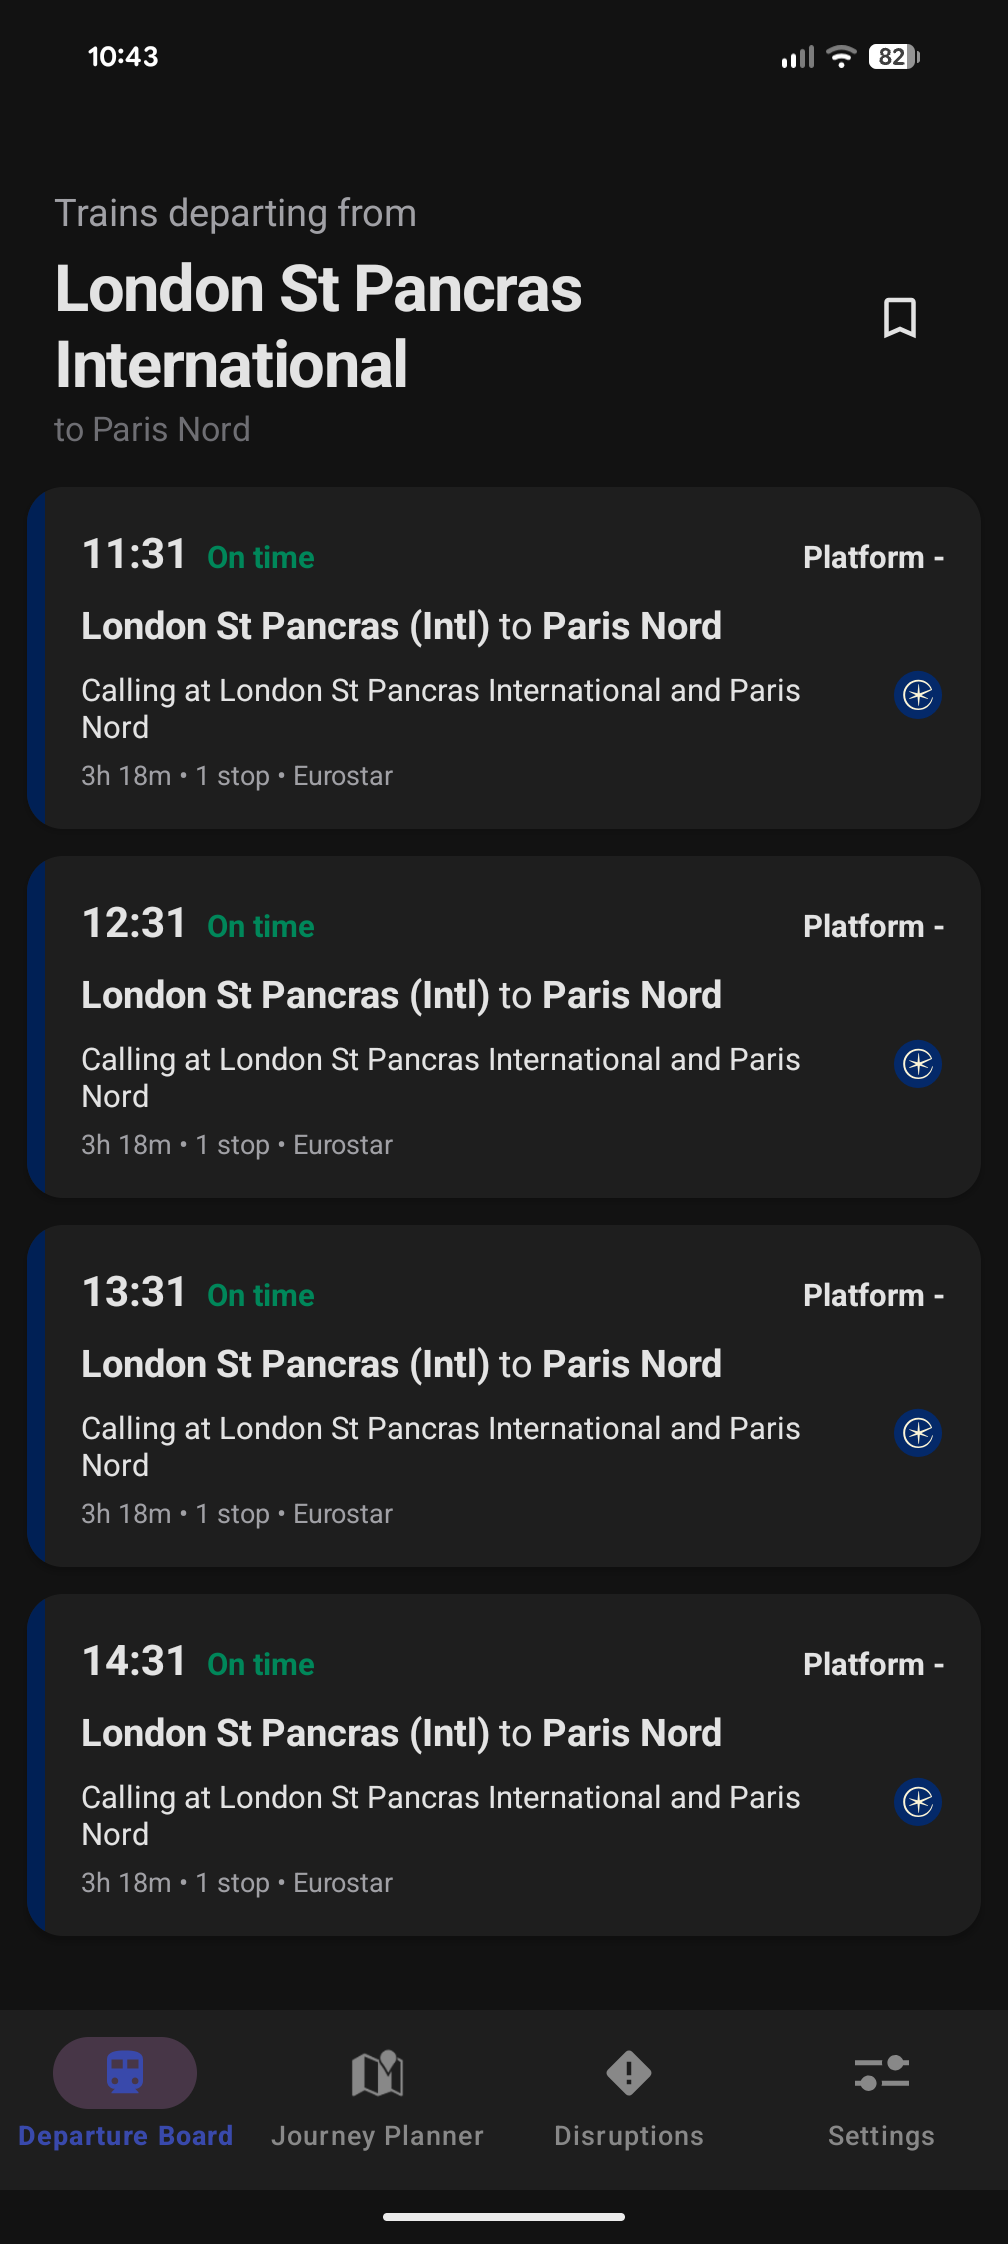 10:43
82
Trains departing from
London St Pancras
International
to Paris Nord
11:31 On time Platform -
London St Pancras (Intl) to Paris Nord
Calling at London St Pancras International and Paris
Nord
3h 18m • 1 stop • Eurostar
12:31 On time Platform -
London St Pancras (Intl) to Paris Nord
Calling at London St Pancras International and Paris
Nord
3h 18m • 1 stop • Eurostar
13:31 On time Platform -
London St Pancras (Intl) to Paris Nord
Calling at London St Pancras International and Paris
Nord
3h 18m • 1 stop • Eurostar
14:31 On time Platform -
London St Pancras (Intl) to Paris Nord
Calling at London St Pancras International and Paris
Nord
3h 18m • 1 stop • Eurostar
Departure Board Journey Planner Disruptions Settings